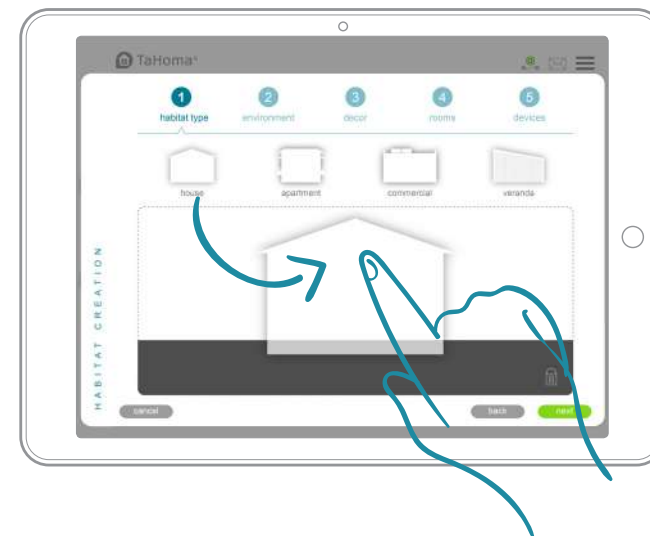 TaHoma®
1 2 3 4 5
habitat type environment decor rooms devices
house apartment commercial veranda
HABITAT CREATION
cancel back next